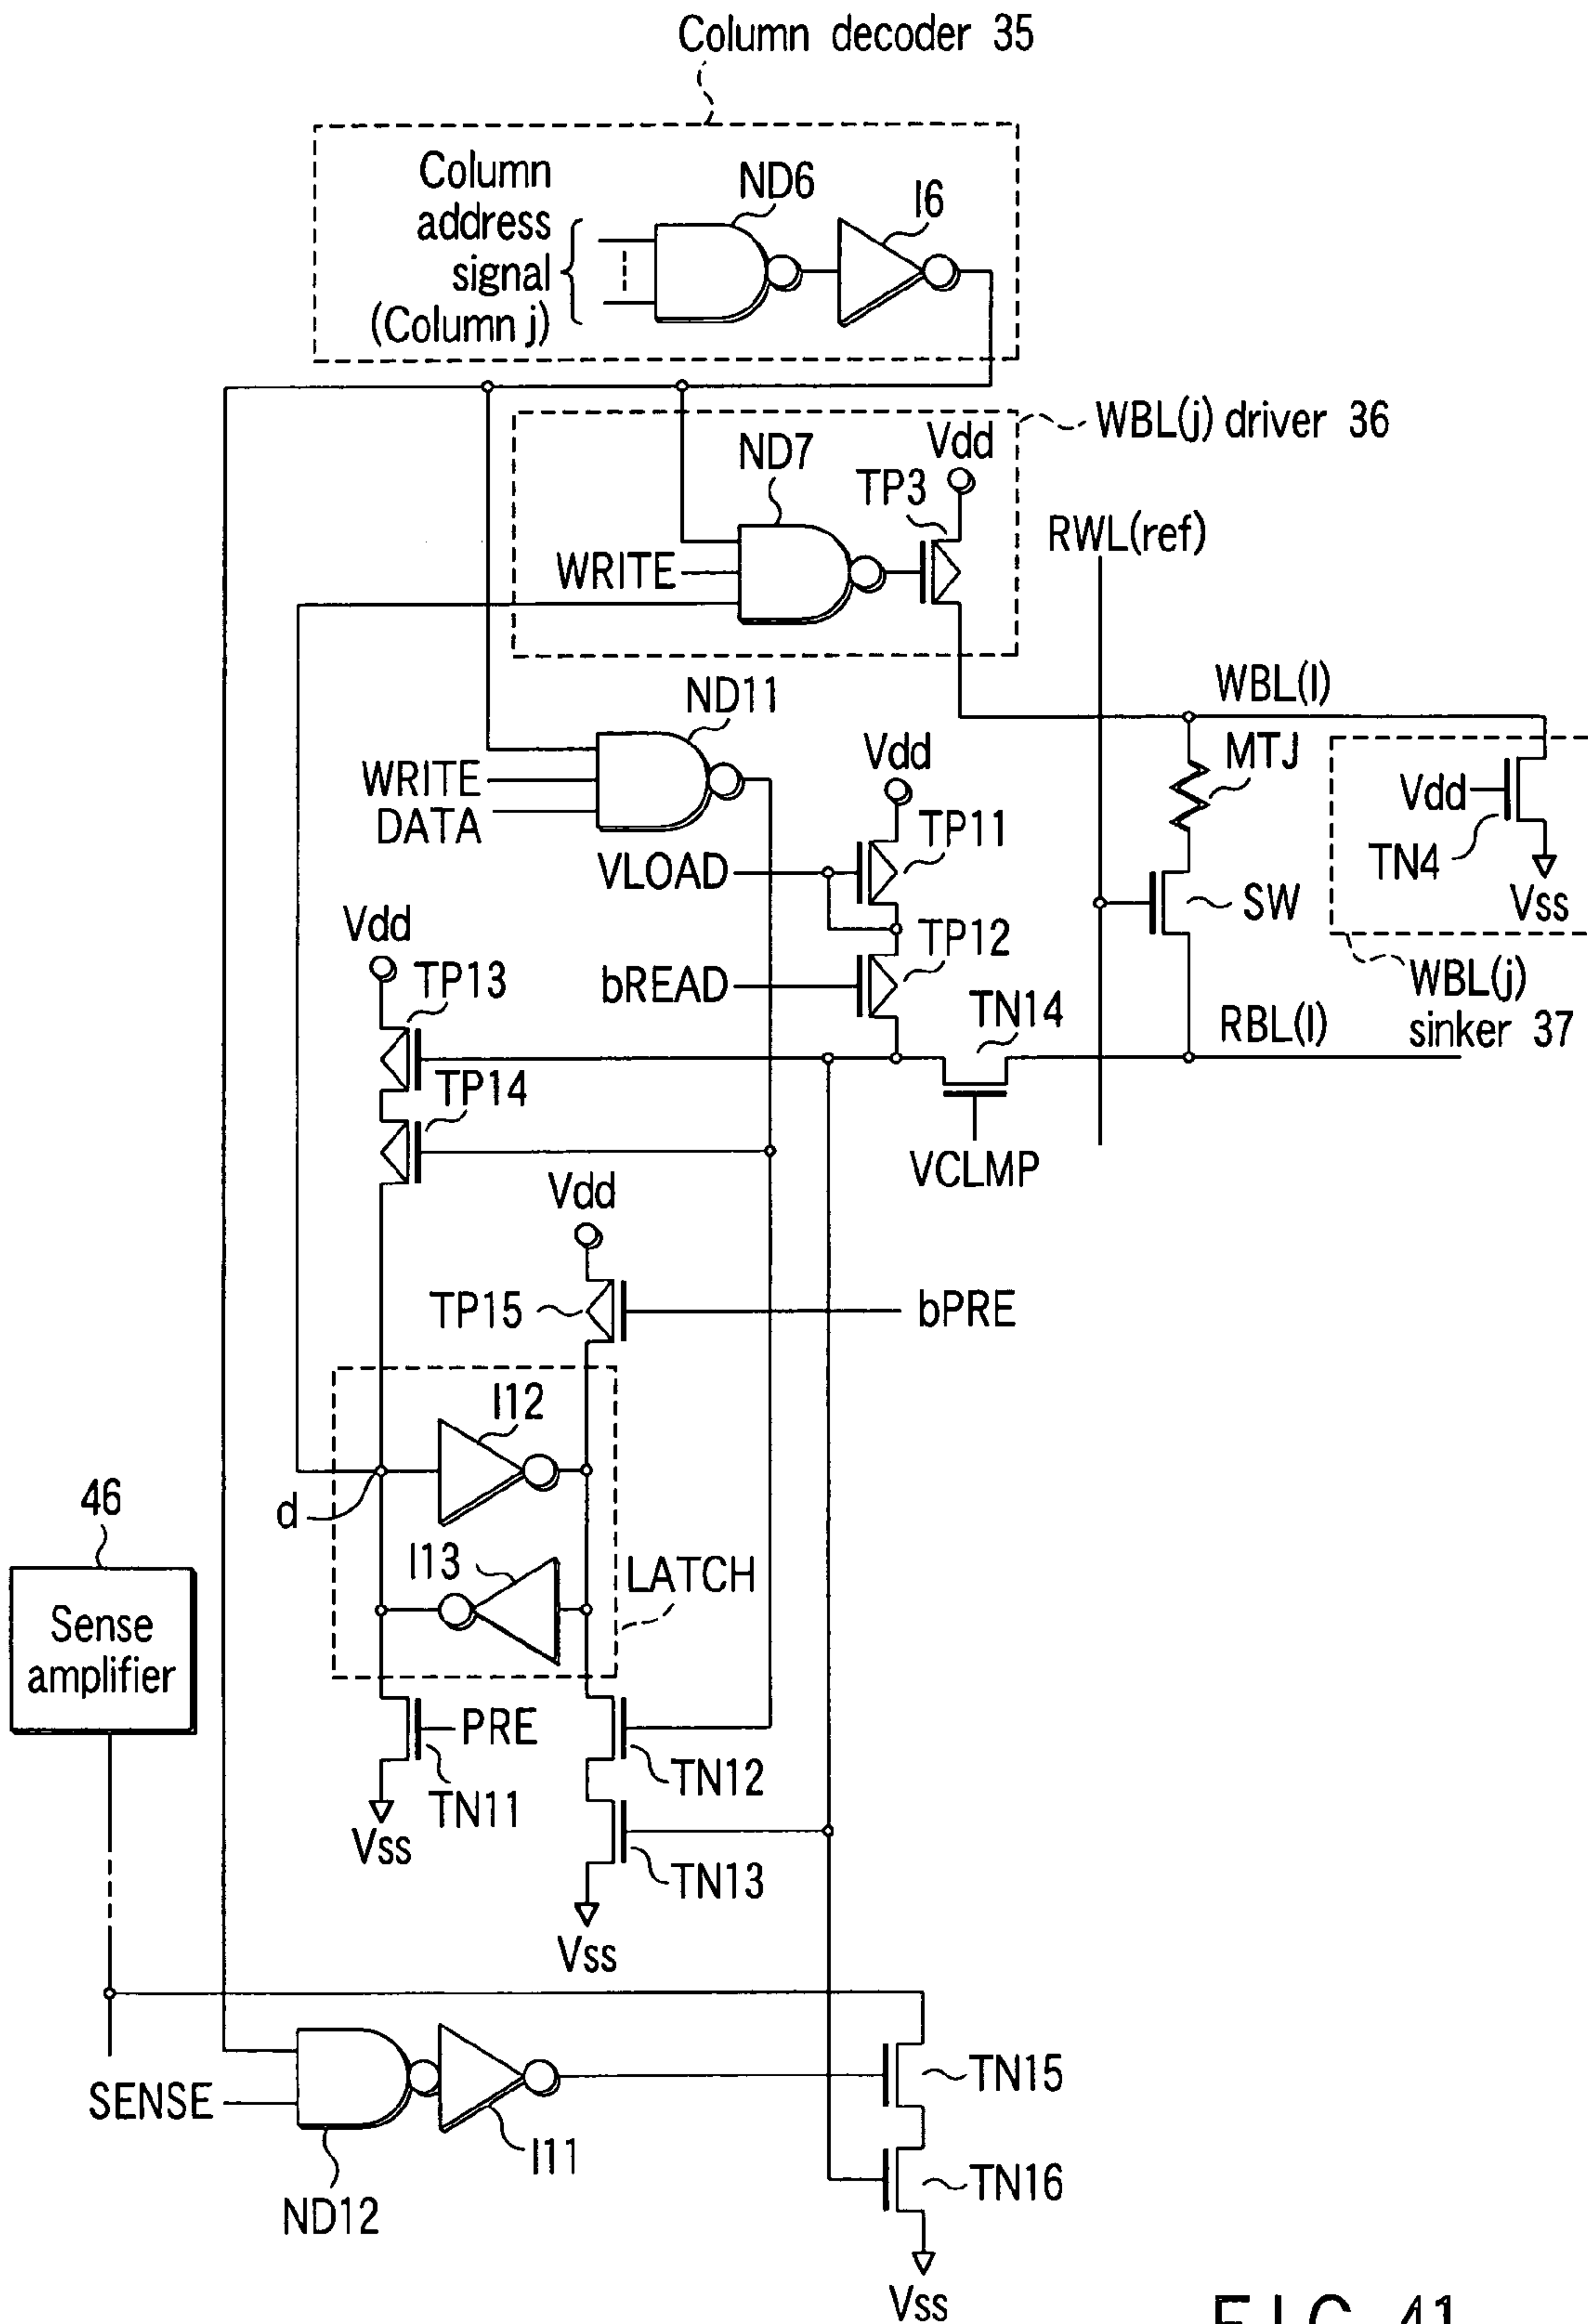 Column decoder 35
Column
address
signal
(Column j)
ND6
I6
WBL(j) driver 36
ND7
Vdd
TP3
RWL(ref)
WRITE
WBL(I)
ND11
Vdd
MTJ
WRITE
DATA
TP11
Vdd
VLOAD
TN4
Vss
SW
Vdd
TP12
TP13
bREAD
TN14
WBL(j)
sinker 37
RBL(I)
TP14
VCLMP
Vdd
TP15
bPRE
I12
46
d
I13
LATCH
Sense
amplifier
PRE
TN12
TN11
Vss
TN13
Vss
TN15
SENSE
I11
TN16
ND12
Vss
FIG. 41